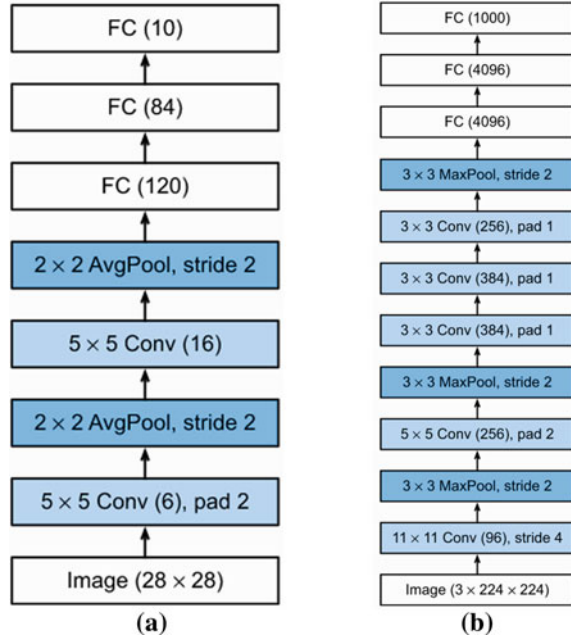 FC (10)
FC (84)
FC (120)
2 × 2 AvgPool, stride 2
5 × 5 Conv (16)
2 × 2 AvgPool, stride 2
5 × 5 Conv (6), pad 2
Image (28 × 28)
(a)
FC (1000)
FC (4096)
FC (4096)
3 × 3 MaxPool, stride 2
3 × 3 Conv (256), pad 1
3 × 3 Conv (384), pad 1
3 × 3 Conv (384), pad 1
3 × 3 MaxPool, stride 2
5 × 5 Conv (256), pad 2
3 × 3 MaxPool, stride 2
11 × 11 Conv (96), stride 4
Image (3 × 224 × 224)
(b)